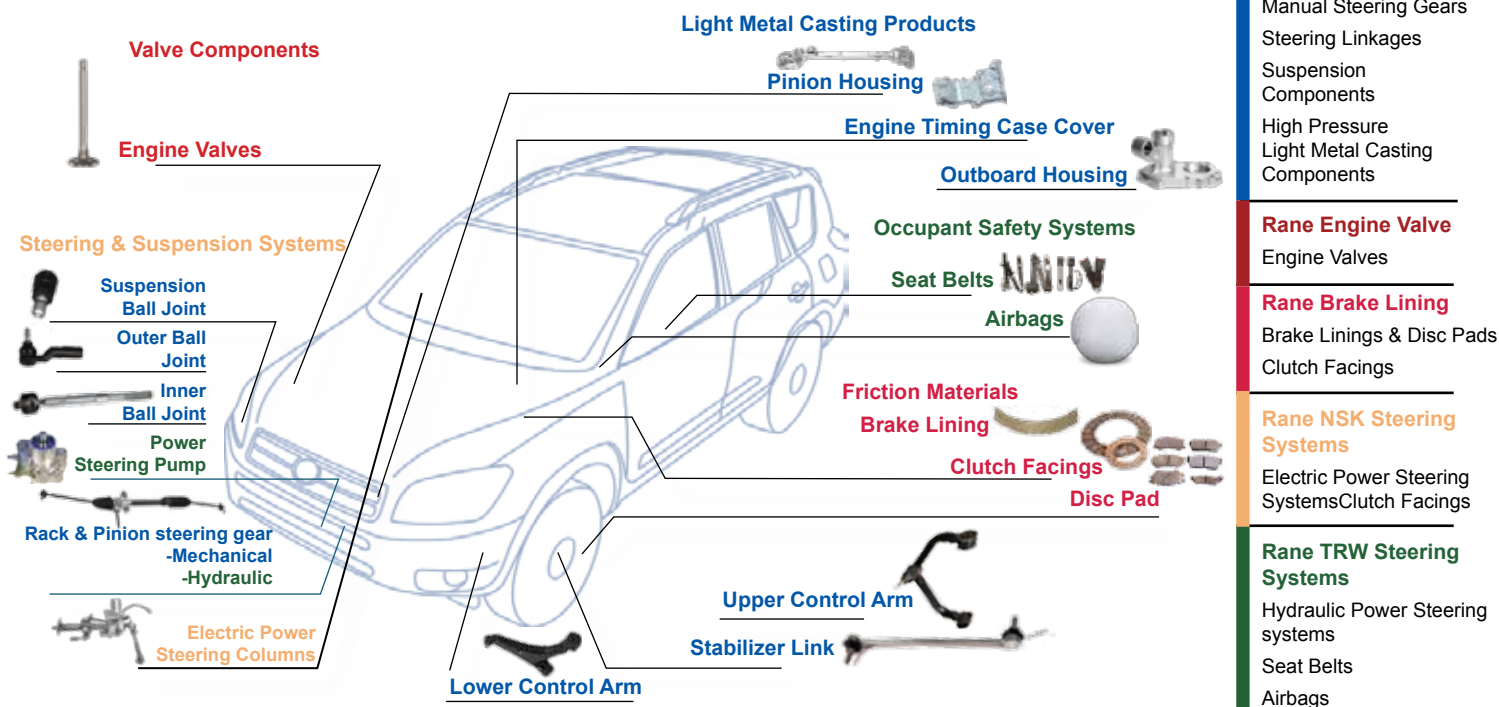 Light Metal Casting Products
Valve Components
Pinion Housing
Engine Timing Case Cover
Engine Valves
Outboard Housing
Occupant Safety Systems
Steering & Suspension Systems
Seat Belts
Suspension
Ball Joint
Airbags
Outer Ball
Joint
Inner
Ball Joint
Friction Materials
Brake Lining
Power
Steering Pump
Clutch Facings
Disc Pad
Rack & Pinion steering gear
-Mechanical
-Hydraulic
Upper Control Arm
Electric Power
Steering Columns
Stabilizer Link
Lower Control Arm
Manual Steering Gears
Steering Linkages
Suspension
Components
High Pressure
Light Metal Casting
Components
Rane Engine Valve
Engine Valves
Rane Brake Lining
Brake Linings & Disc Pads
Clutch Facings
Rane NSK Steering
Systems
Electric Power Steering
SystemsClutch Facings
Rane TRW Steering
Systems
Hydraulic Power Steering
systems
Seat Belts
Airbags